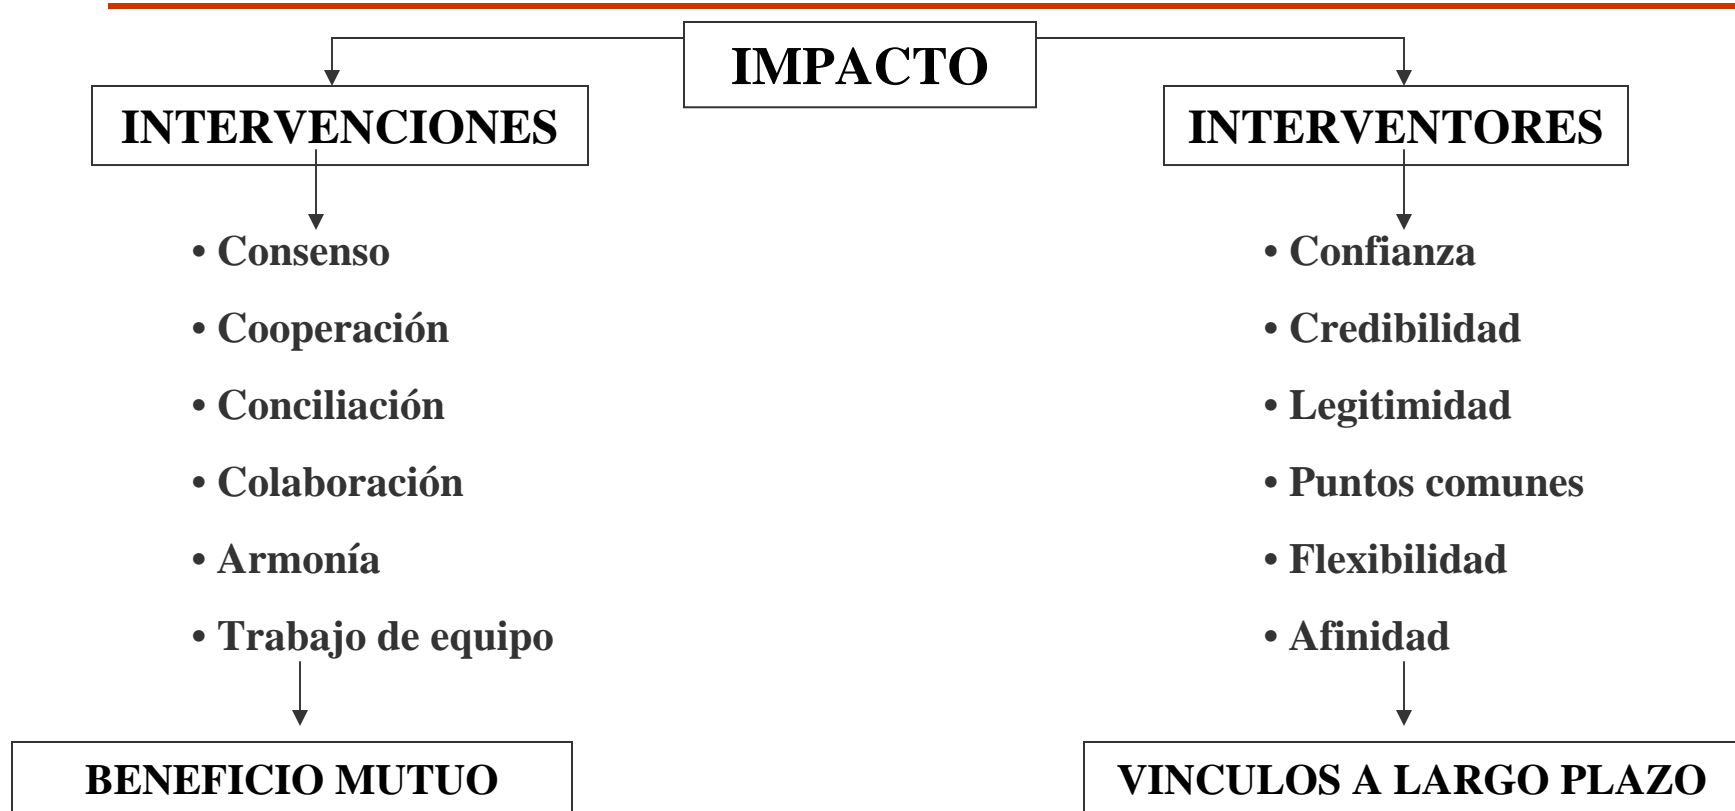 IMPACTO
INTERVENCIONES
• Consenso
• Cooperación
• Conciliación
• Colaboración
• Armonía
• Trabajo de equipo
BENEFICIO MUTUO
INTERVENTORES
• Confianza
• Credibilidad
• Legitimidad
• Puntos comunes
• Flexibilidad
• Afinidad
VINCULOS A LARGO PLAZO